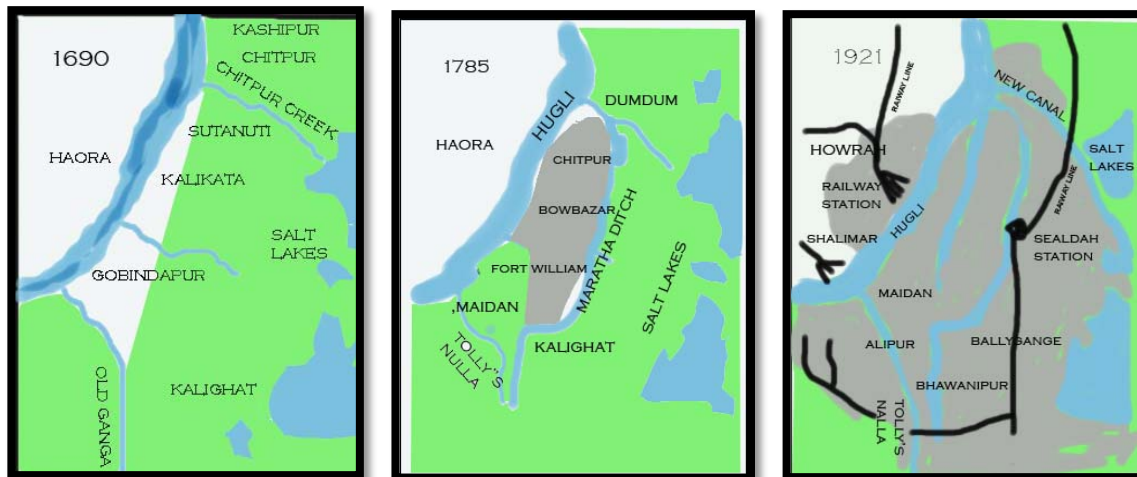 1690
KASHIPUR
CHITPUR
CHITPUR CREEK
SUTANUTI
HAORA
KALIKATA
SALT
LAKES
GOBINDAPUR
OLD GANGA
KALIGHAT
1785
HUGLI
DUMDUM
HAORA
CHITPUR
BOWBAZAR
MARATHA DITCH
FORT WILLIAM
,MAIDAN
SALT LAKES
TOLLY"S
NULLA
KALIGHAT
1921
RAIWAY LINE
NEW CANAL
HOWRAH
SALT
LAKES
RAILWAY
STATION
RAIWAY LINE
HUGLI
SHALIMAR
SEALDAH
STATION
MAIDAN
ALIPUR
BALLYGANGE
BHAWANIPUR
TOLLY'S
NALLA